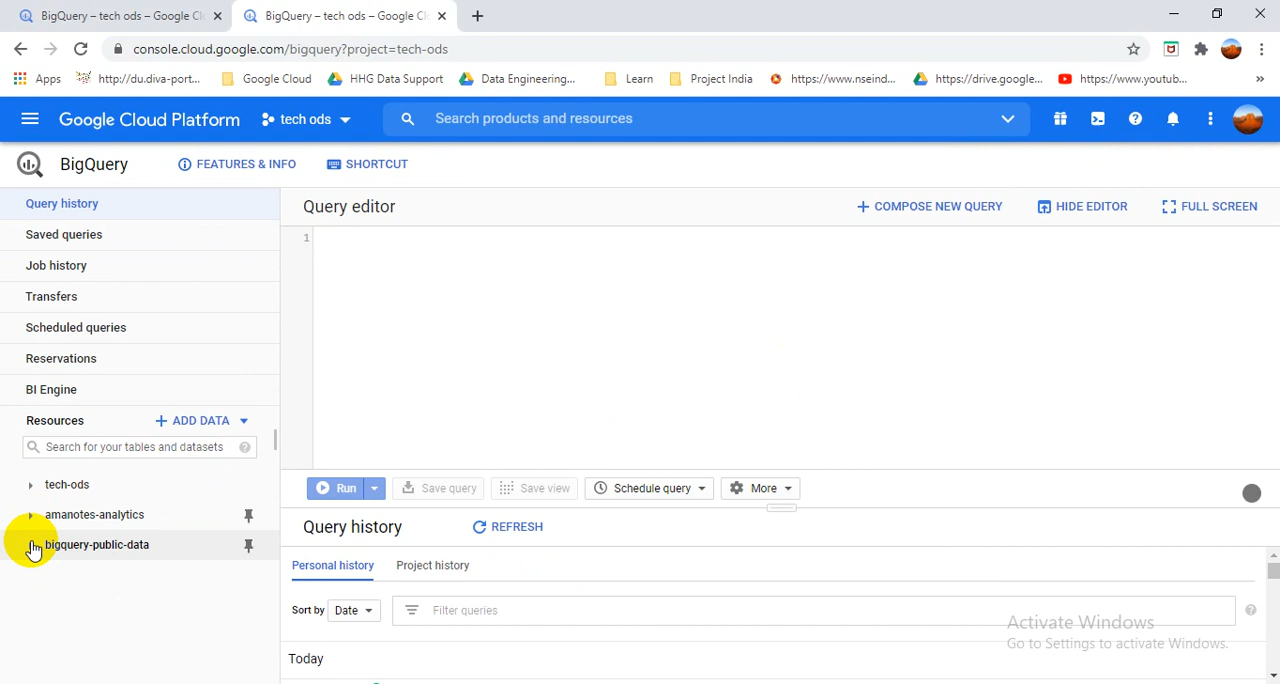 BigQuery – tech ods – Google Cl
BigQuery – tech ods – Google C
console.cloud.google.com/bigquery?project=tech-ods
Apps
http://du.diva-port...
Google Cloud
HHG Data Support
Data Engineering...
Learn
Project India
https://www.nseind...
https://drive.google...
https://www.youtub...
»
Google Cloud Platform
tech ods
Search products and resources
BigQuery
FEATURES & INFO
SHORTCUT
Query history
Saved queries
Job history
Transfers
Scheduled queries
Reservations
BI Engine
Resources
+ ADD DATA
Search for your tables and datasets
tech-ods
amanotes-analytics
bigquery-public-data
Query editor
+ COMPOSE NEW QUERY
HIDE EDITOR
FULL SCREEN
1
Run
Save query
Save view
Schedule query
More
Query history
REFRESH
Personal history
Project history
Sort by Date
Filter queries
Today
Activate Windows
Go to Settings to activate Windows.